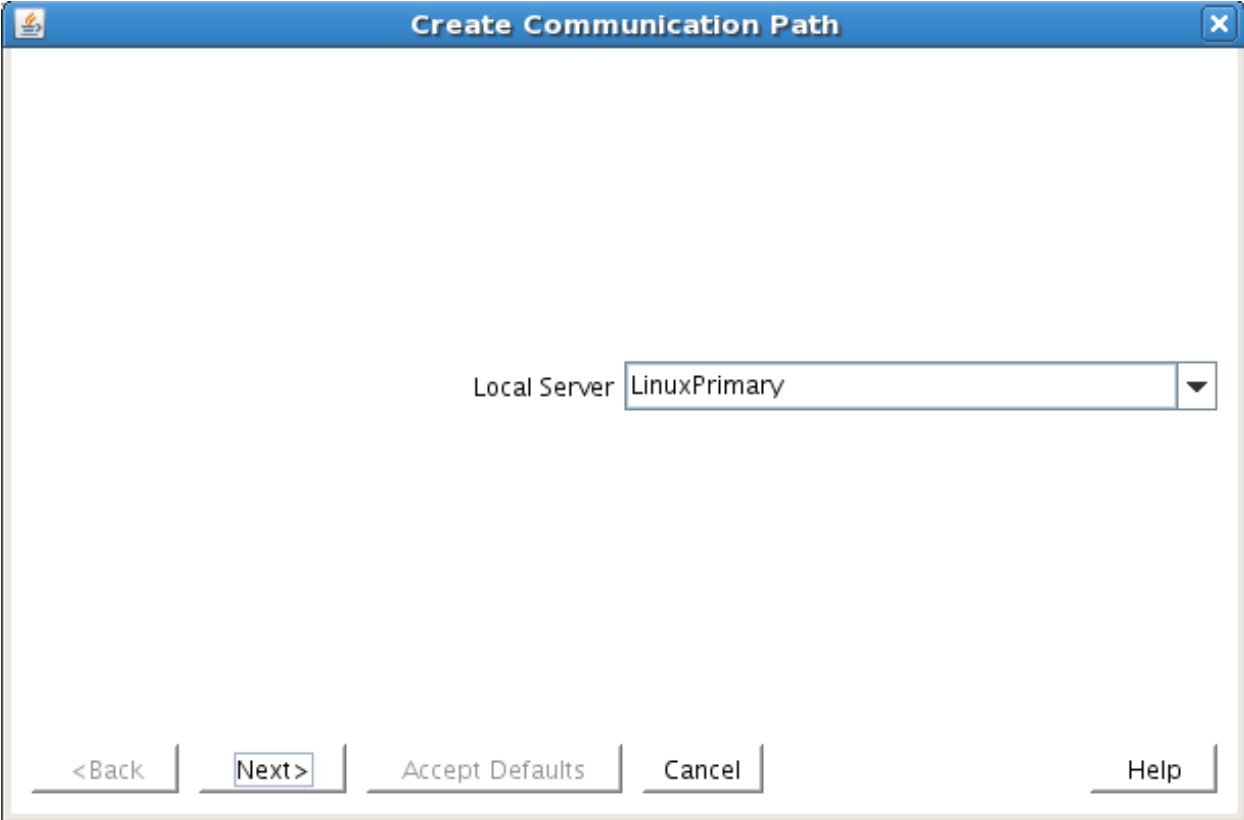 Create Communication Path
Local Server LinuxPrimary
<Back Next> Accept Defaults Cancel Help